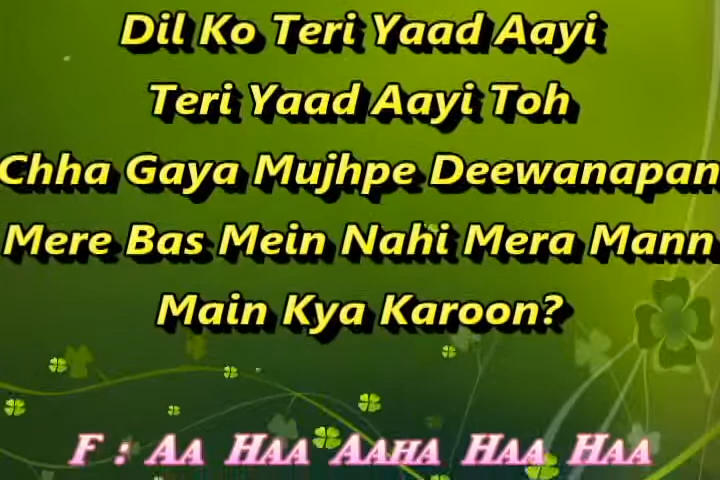 Dil Ko Teri Yaad Aayi
Teri Yaad Aayi Toh
Chha Gaya Mujhpe Deewanapan
Mere Bas Mein Nahi Mera Mann
Main Kya Karoon?
F : Aa Haa Aaha Haa Haa